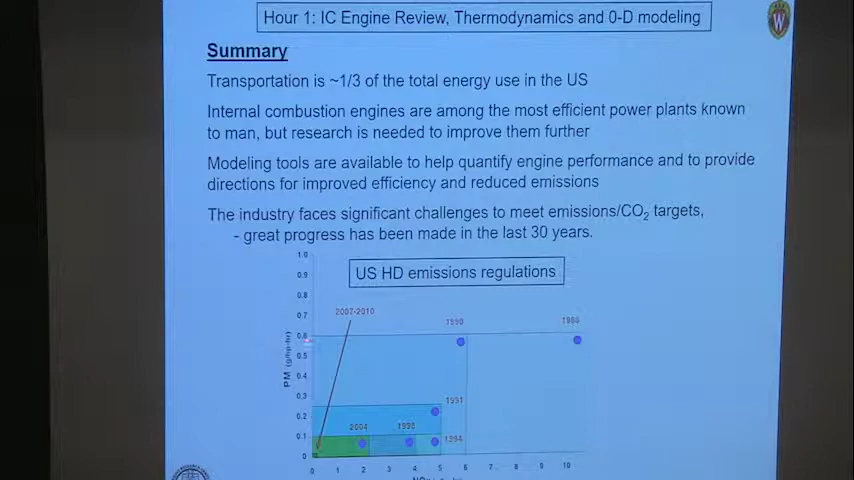 Hour 1: IC Engine Review, Thermodynamics and 0-D modeling
Summary
Transportation is ~1/3 of the total energy use in the US
Internal combustion engines are among the most efficient power plants known
to man, but research is needed to improve them further
Modeling tools are available to help quantify engine performance and to provide
directions for improved efficiency and reduced emissions
The industry faces significant challenges to meet emissions/CO₂ targets,
- great progress has been made in the last 30 years.
US HD emissions regulations
1.0
0.9
0.8
0.7
0.6
0.5
0.4
0.3
0.2
0.1
0
PM (g/hp-hr)
2007-2010
1990
1991
2004
1994
0 1 2 3 4 5 6 7 8 9 10